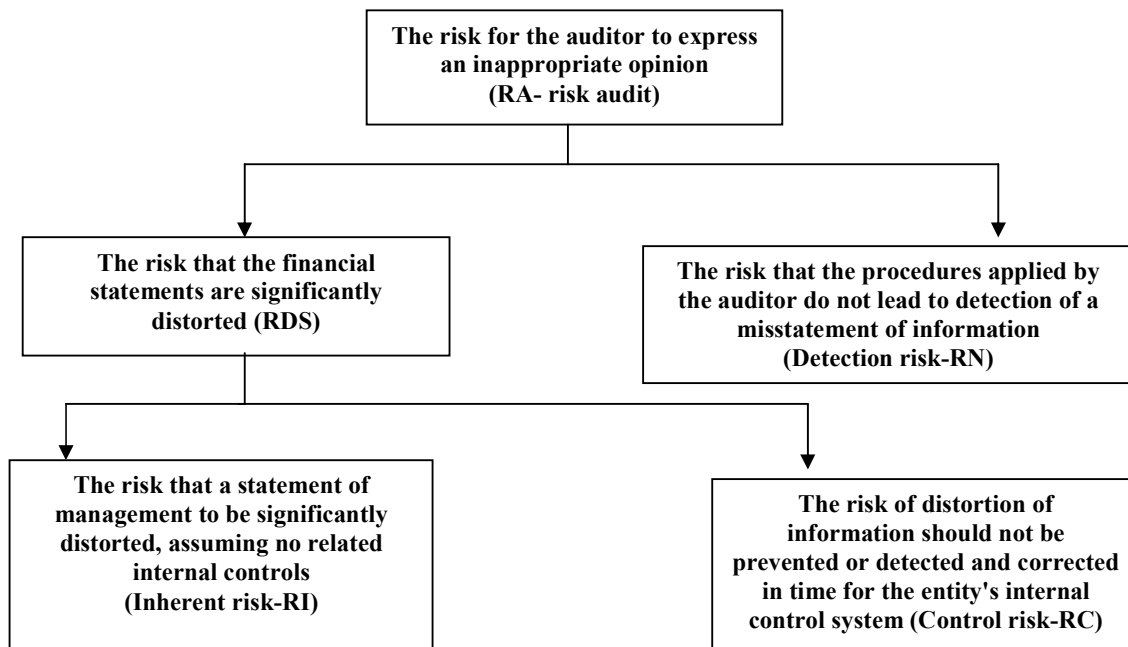 The risk for the auditor to express
an inappropriate opinion
(RA- risk audit)
The risk that the financial
statements are significantly
distorted (RDS)
The risk that the procedures applied by
the auditor do not lead to detection of a
misstatement of information
(Detection risk-RN)
The risk that a statement of
management to be significantly
distorted, assuming no related
internal controls
(Inherent risk-RI)
The risk of distortion of
information should not be
prevented or detected and corrected
in time for the entity's internal
control system (Control risk-RC)